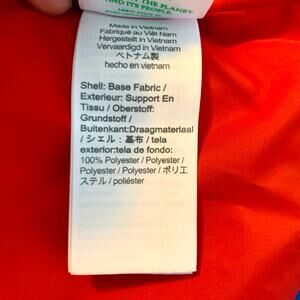 THE PLANET
AND ITS PEOPLE.
Learn more at
Made in Vietnam
Fabriqué au Viêt Nam
Hergestellt in Vietnam
Vervaardigd in Vietnam
ベトナム製
hecho en vietnam
Shell: Base Fabric /
Exterieur: Support En
Tissu / Oberstoff:
Grundstoff /
Buitenkant:Draagmateriaal
/ シェル：基布 / tela
exterior:tela de fondo:
100% Polyester / Polyester /
Polyester / Polyester / ポリエ
ステル / poliéster